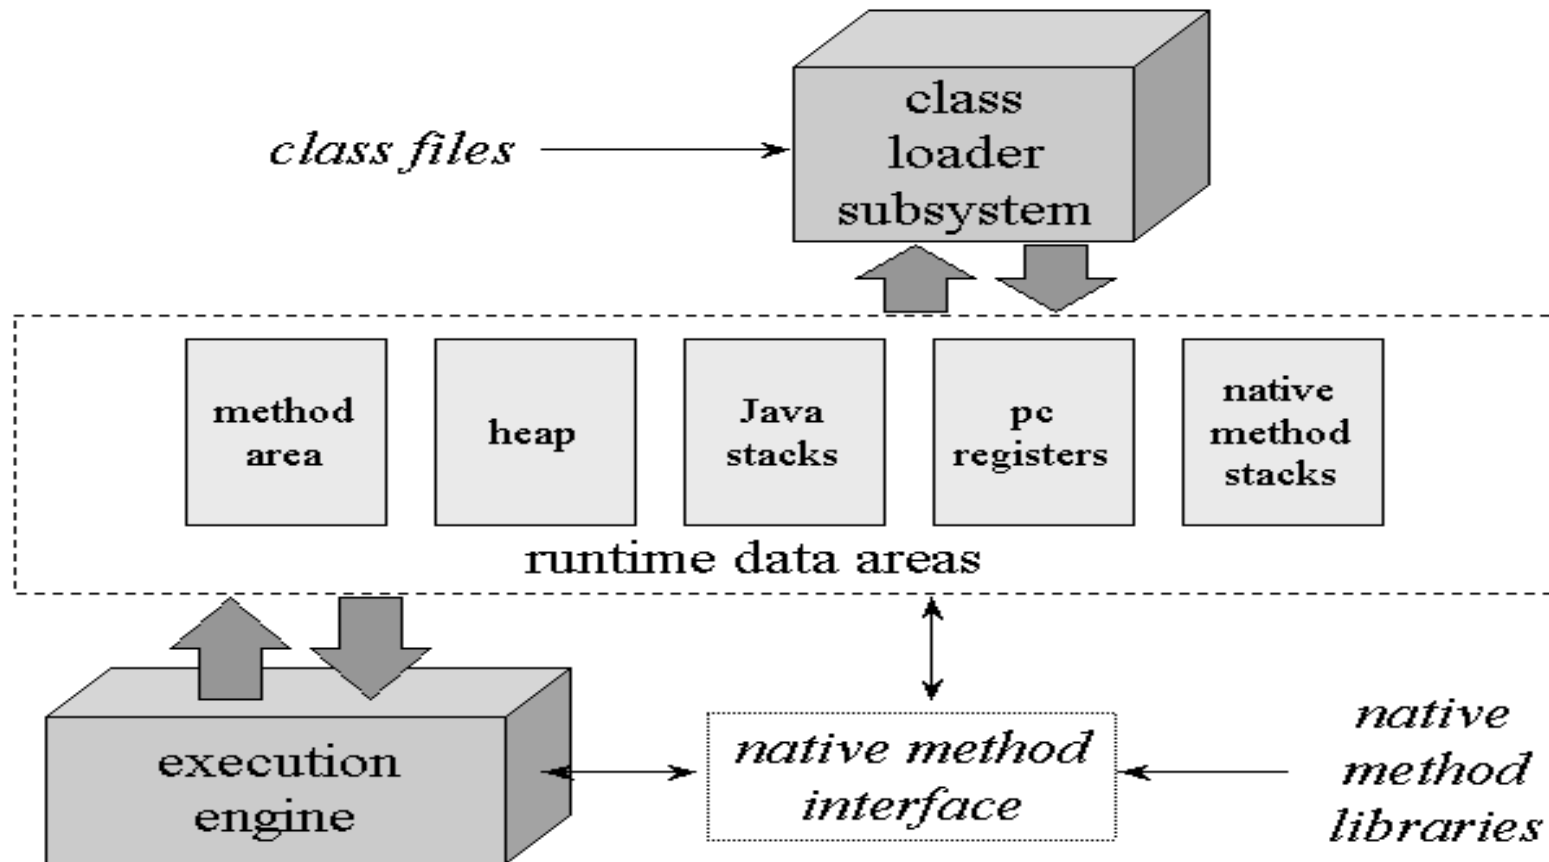 class
loader
subsystem
class files
method
area
heap
Java
stacks
pc
registers
native
method
stacks
runtime data areas
execution
engine
native method
interface
native
method
libraries